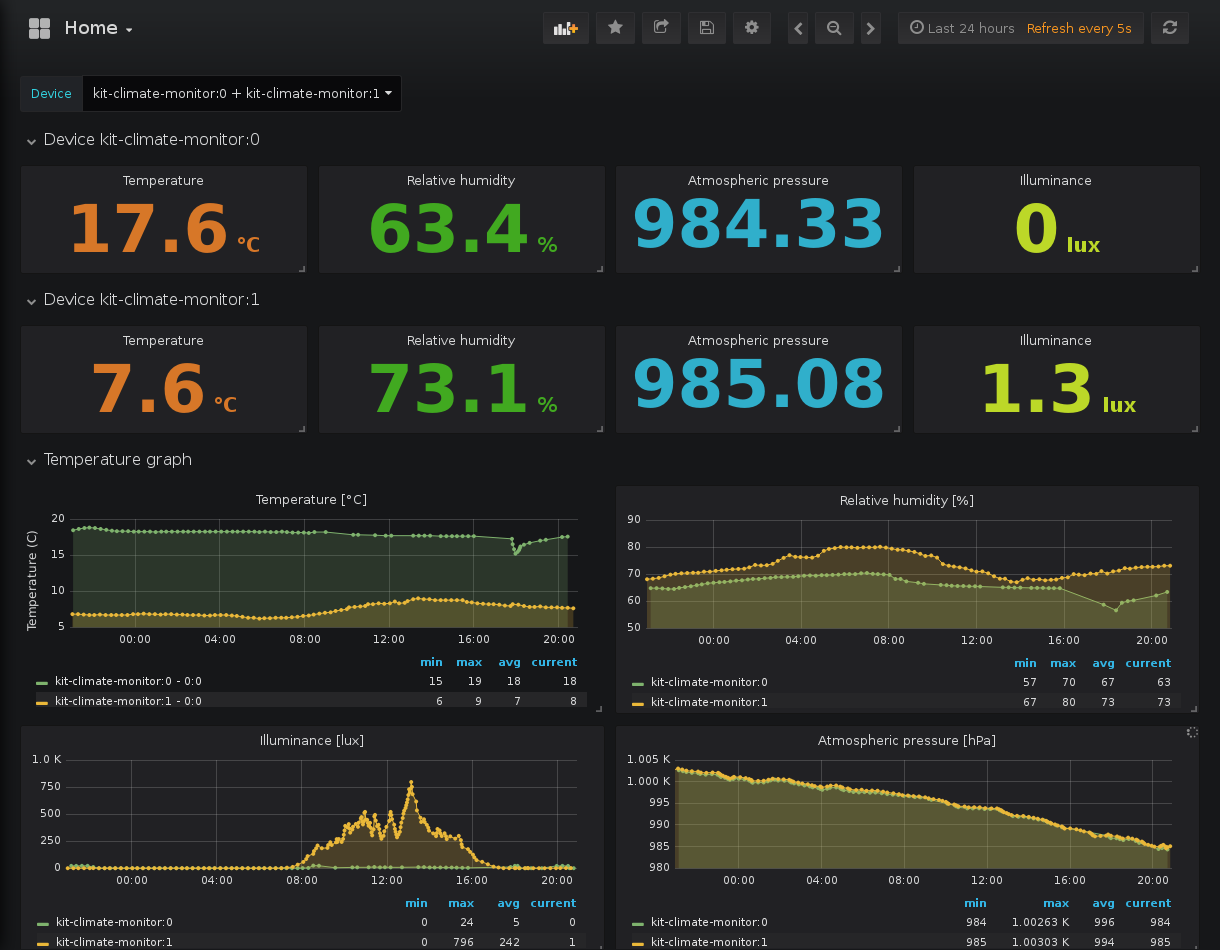 Home
Last 24 hours Refresh every 5s
Device kit-climate-monitor:0 + kit-climate-monitor:1
Device kit-climate-monitor:0
Temperature Relative humidity Atmospheric pressure Illuminance
17.6 °C 63.4 % 984.33 0 lux
Device kit-climate-monitor:1
Temperature Relative humidity Atmospheric pressure Illuminance
7.6 °C 73.1 % 985.08 1.3 lux
Temperature graph
Temperature [°C]
Temperature (C)
20
15
10
5
00:00 04:00 08:00 12:00 16:00 20:00
min max avg current
kit-climate-monitor:0 - 0:0 15 19 18 18
kit-climate-monitor:1 - 0:0 6 9 7 8
Relative humidity [%]
90
80
70
60
50
00:00 04:00 08:00 12:00 16:00 20:00
min max avg current
kit-climate-monitor:0 57 70 67 63
kit-climate-monitor:1 67 80 73 73
Illuminance [lux]
1.0 K
750
500
250
0
00:00 04:00 08:00 12:00 16:00 20:00
min max avg current
kit-climate-monitor:0 0 24 5 0
kit-climate-monitor:1 0 796 242 1
Atmospheric pressure [hPa]
1.005 K
1.000 K
995
990
985
980
00:00 04:00 08:00 12:00 16:00 20:00
min max avg current
kit-climate-monitor:0 984 1.00263 K 996 984
kit-climate-monitor:1 985 1.00303 K 994 985